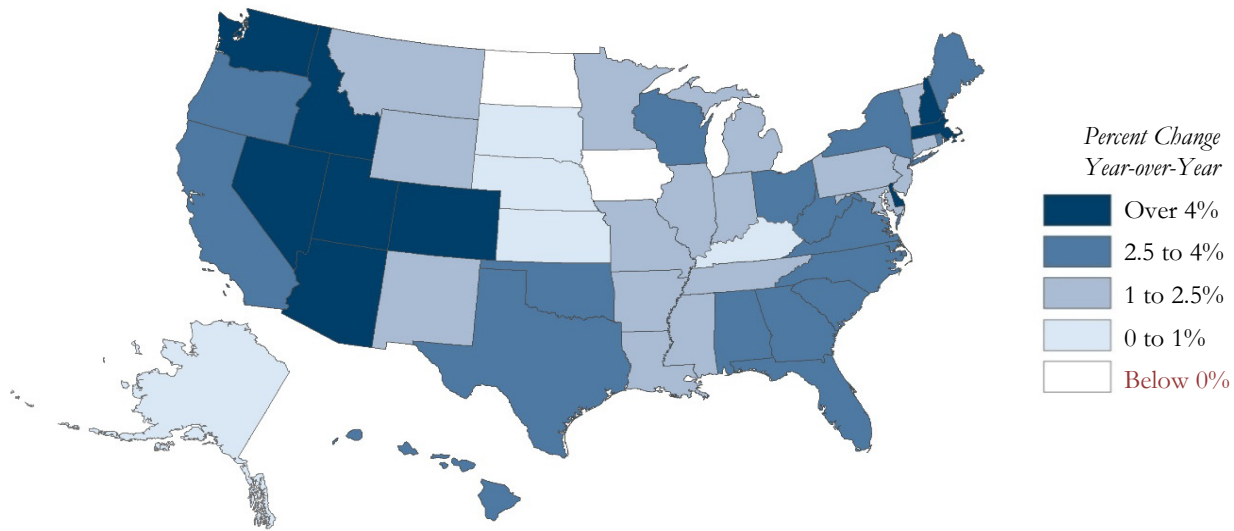 Percent Change
Year-over-Year
Over 4%
2.5 to 4%
1 to 2.5%
0 to 1%
Below 0%